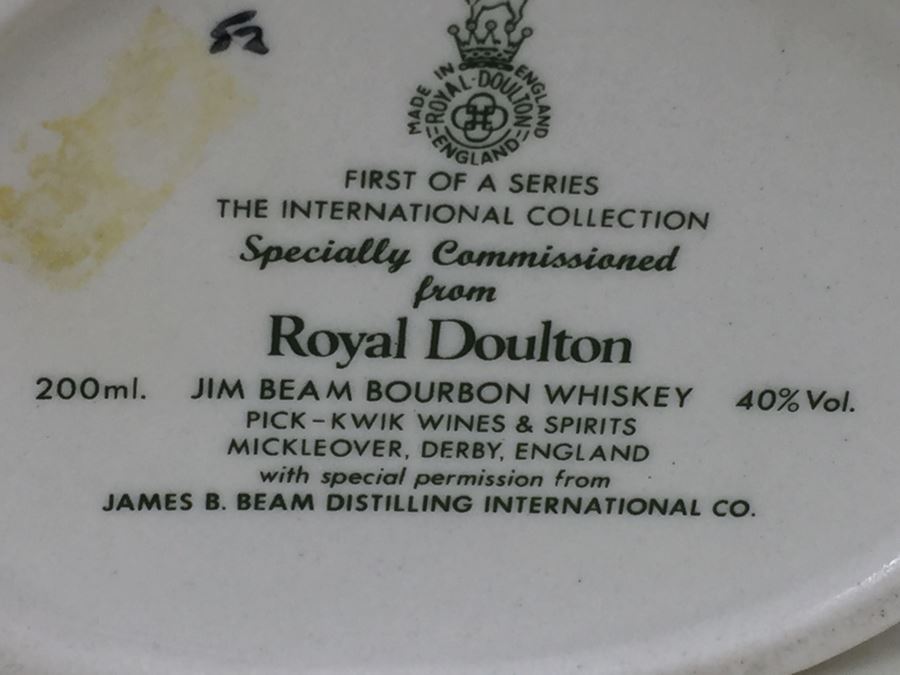 MADE IN ENGLAND
ROYAL·DOULTON
ENGLAND
FIRST OF A SERIES
THE INTERNATIONAL COLLECTION
Specially Commissioned
from
Royal Doulton
200ml. JIM BEAM BOURBON WHISKEY 40% Vol.
PICK-KWIK WINES & SPIRITS
MICKLEOVER, DERBY, ENGLAND
with special permission from
JAMES B. BEAM DISTILLING INTERNATIONAL CO.